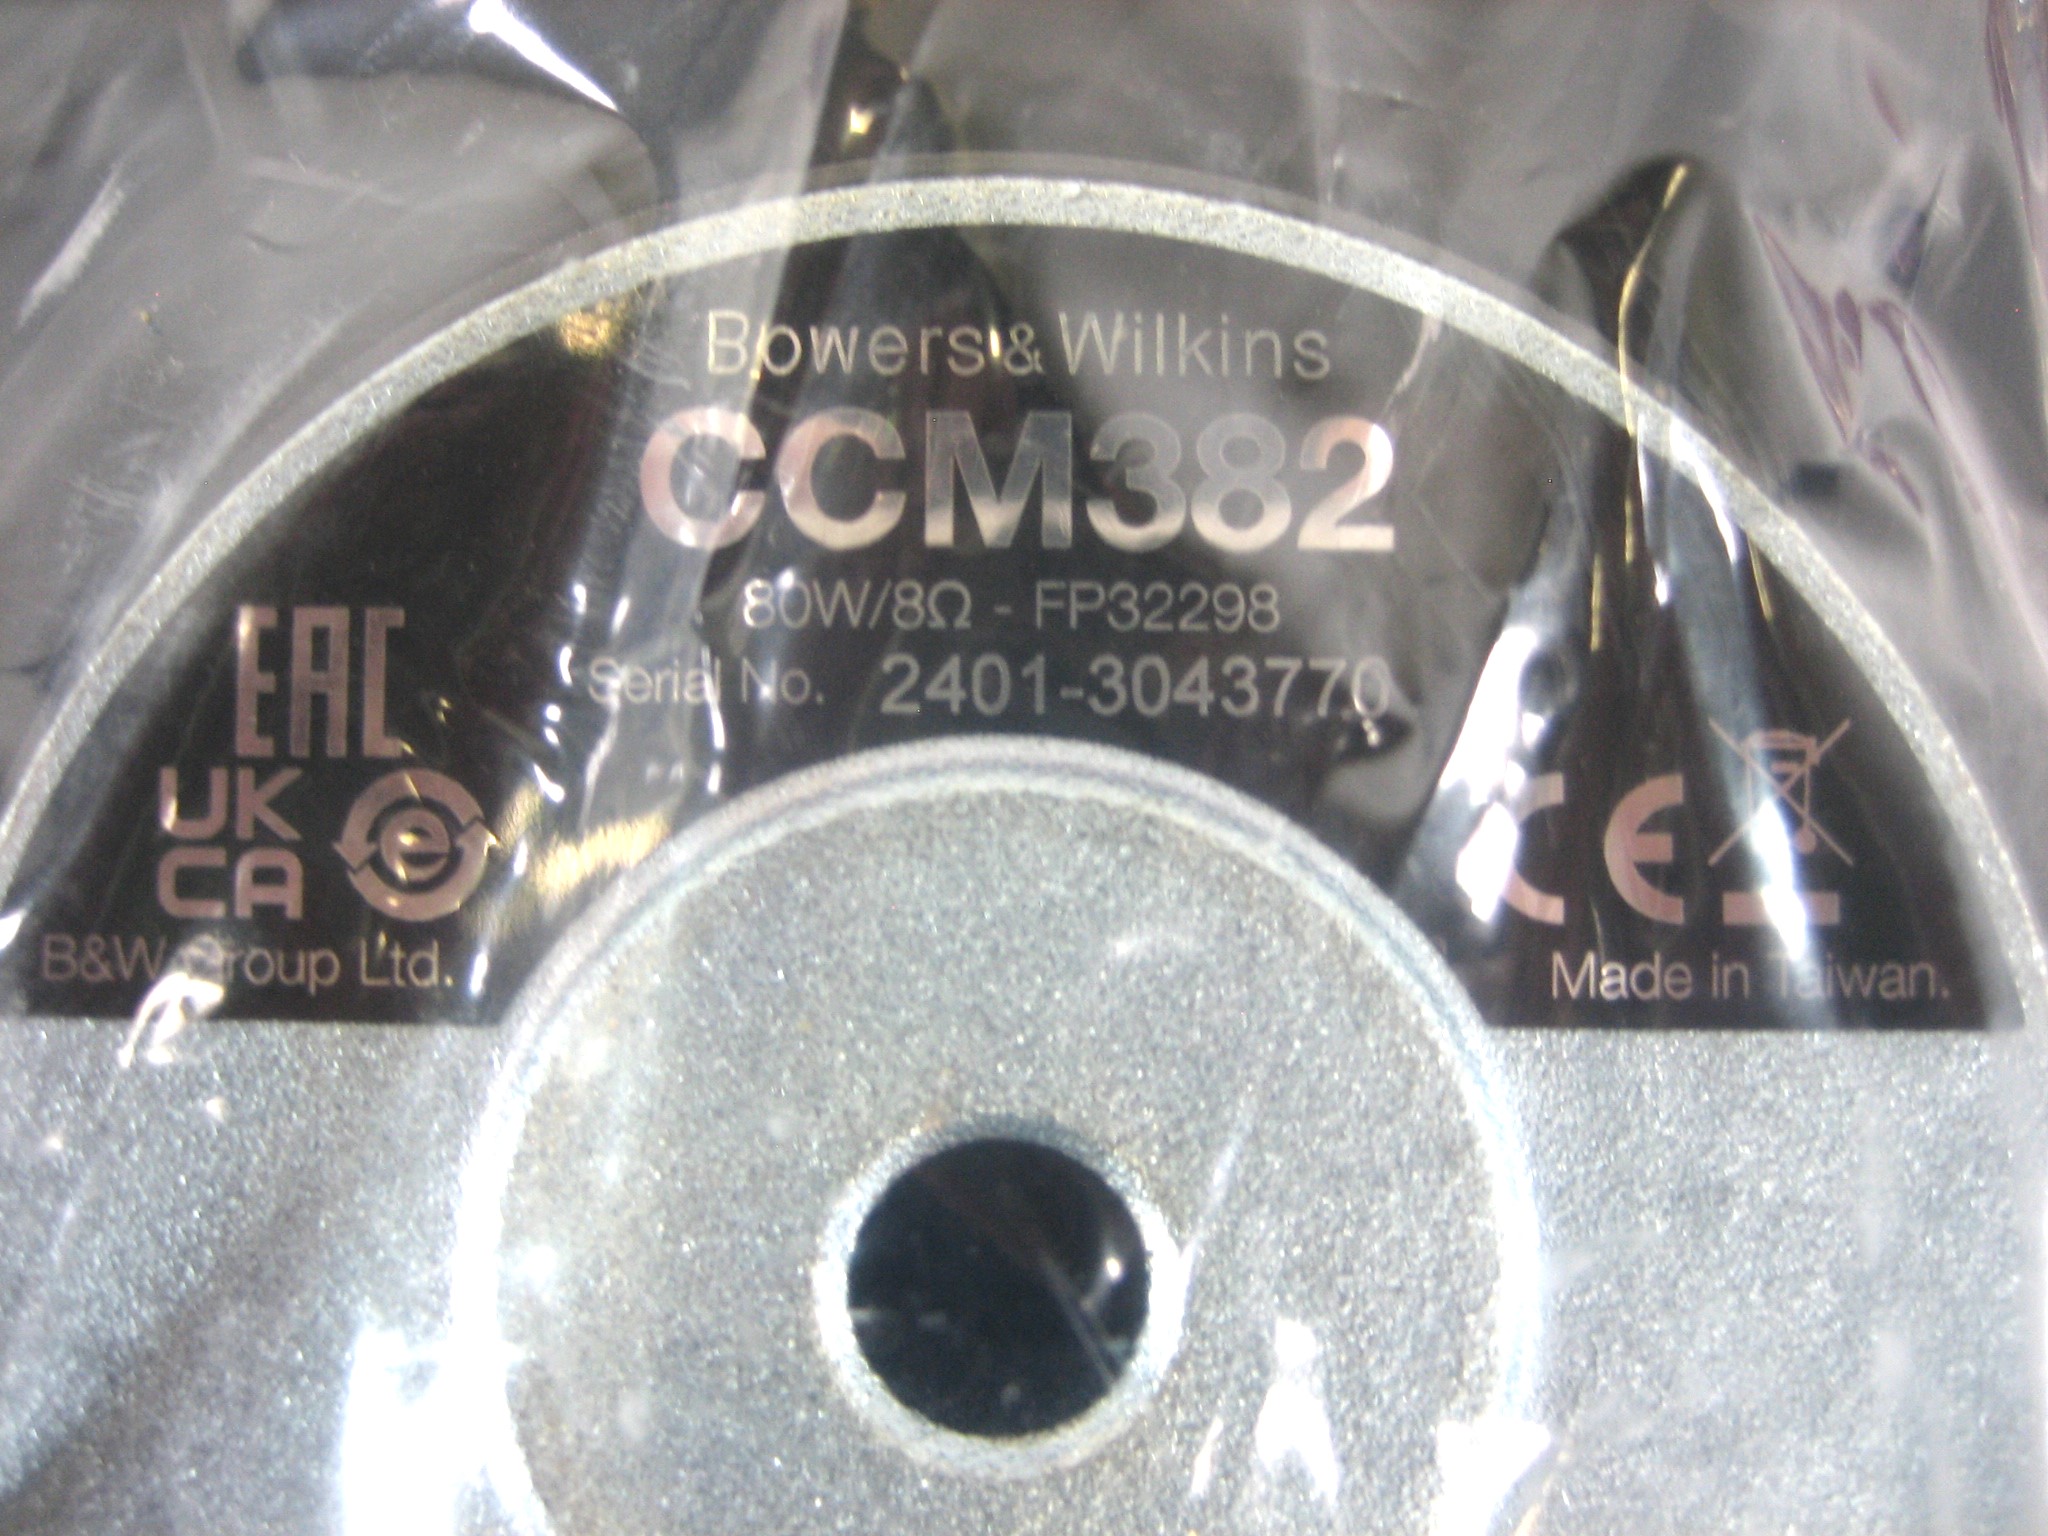 Bowers & Wilkins
CCM382
80W/8Ω - FP32298
Serial No. 2401-3043770
EAC
UK
CA
e
B&W Group Ltd.
CE
Made in Taiwan.